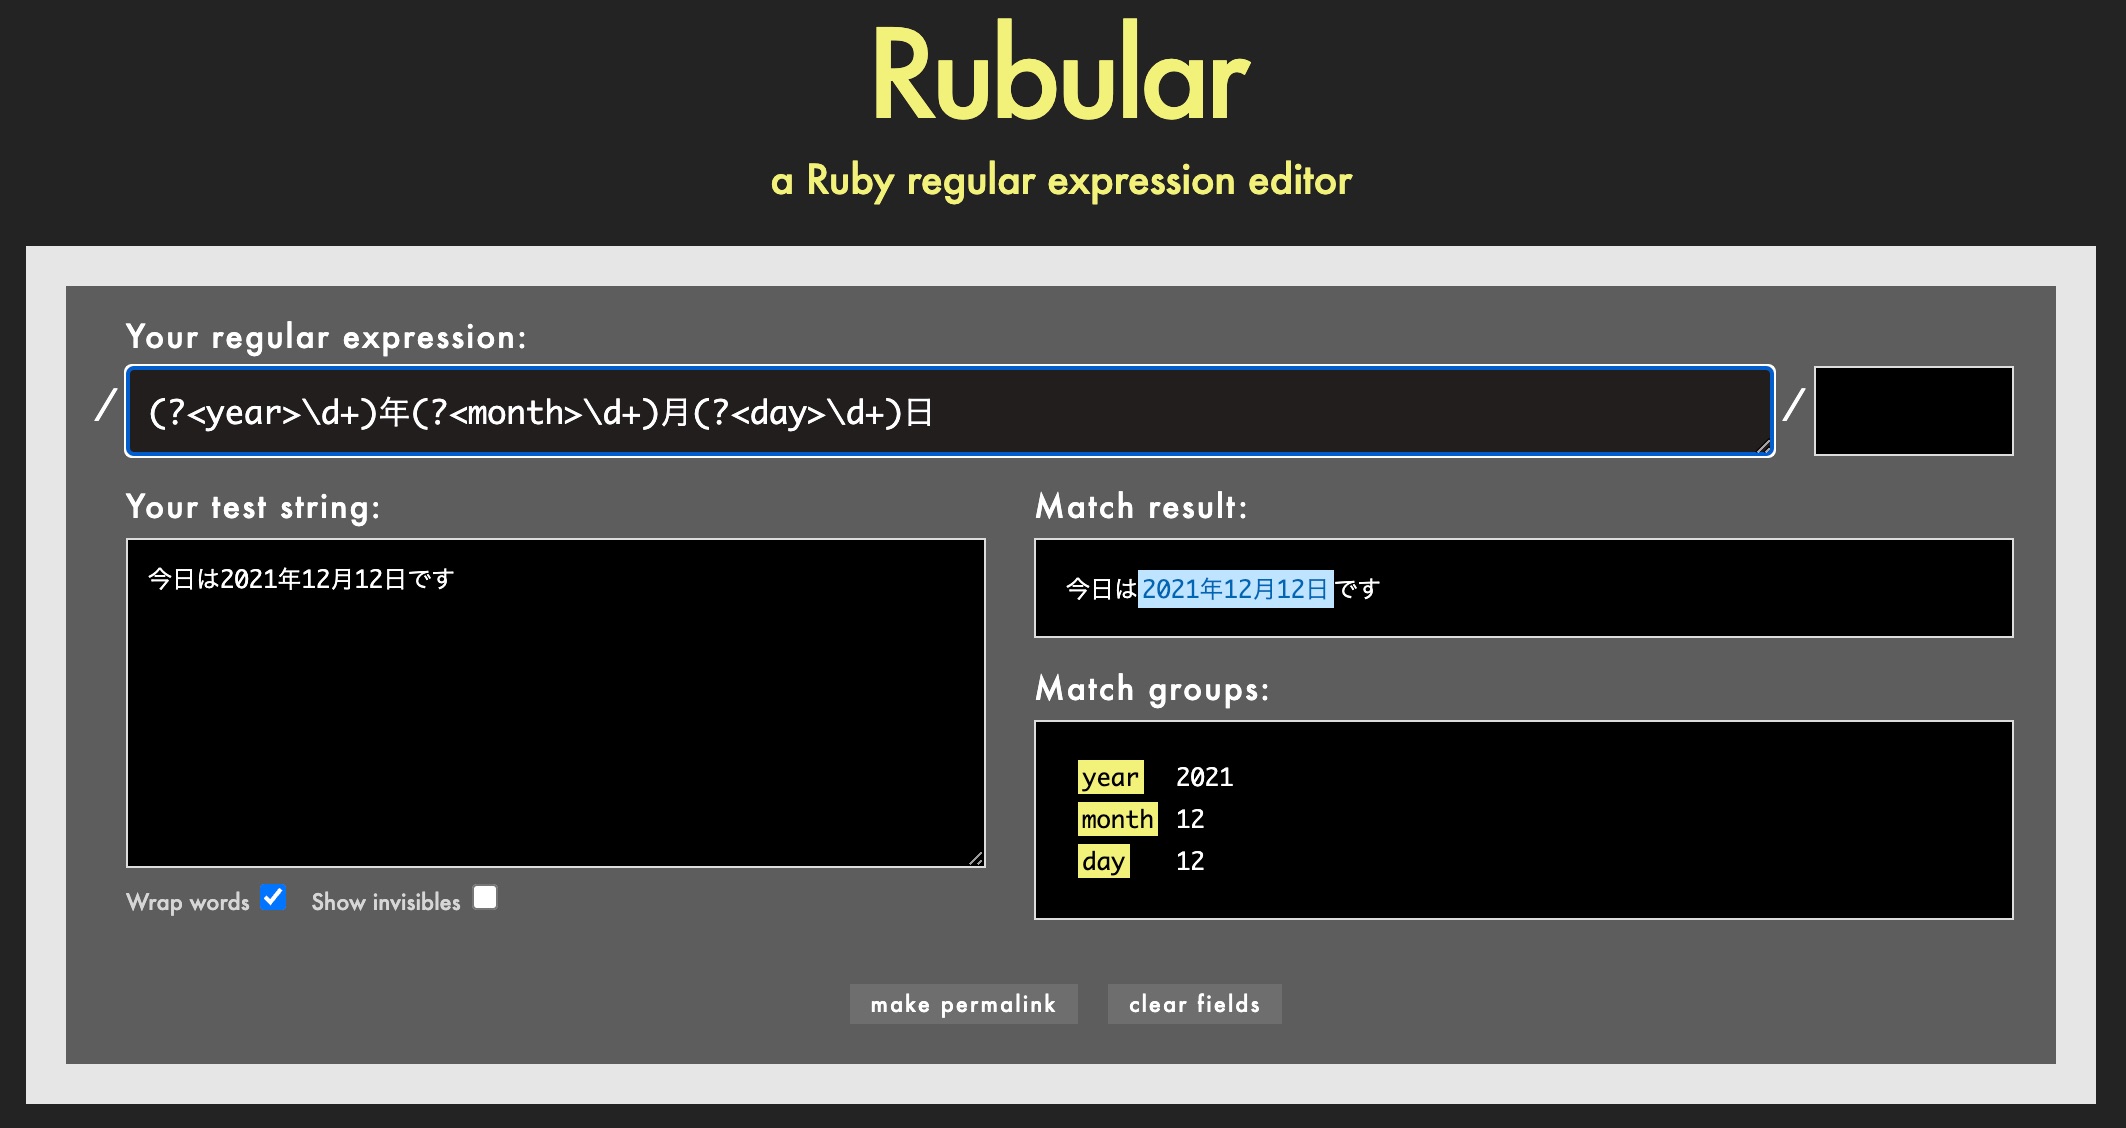 Rubular
a Ruby regular expression editor
Your regular expression:
/ (?<year>\d+)年(?<month>\d+)月(?<day>\d+)日 /
Your test string:
今日は2021年12月12日です
Wrap words Show invisibles
Match result:
今日は2021年12月12日です
Match groups:
year 2021
month 12
day 12
make permalink clear fields